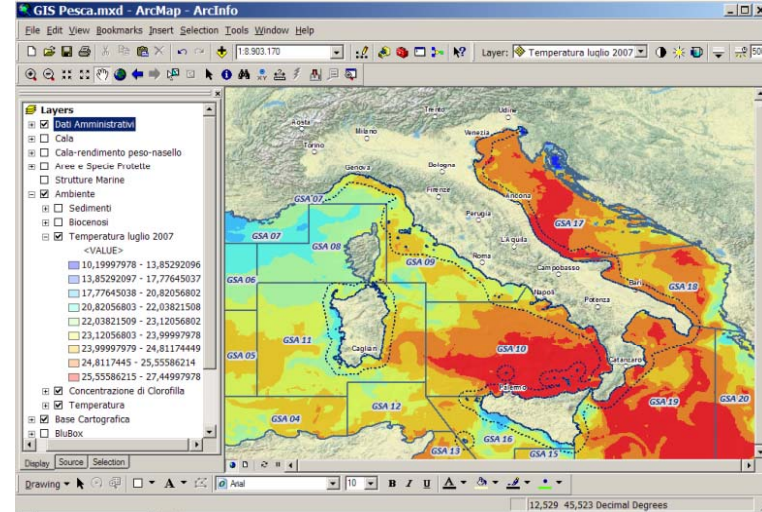 GIS Pesca.mxd - ArcMap - ArcInfo
File Edit View Bookmarks Insert Selection Tools Window Help
1:8.903.170
Layer: Temperatura luglio 2007
Layers
Dati Amministrativi
Cala
Cala-rendimento peso-nasello
Aree e Specie Protette
Strutture Marine
Ambiente
Sedimenti
Biocenosi
Temperatura luglio 2007
<VALUE>
10,19997978 - 13,85292096
13,85292097 - 17,77645037
17,77645038 - 20,82056802
20,82056803 - 22,03821508
22,03821509 - 23,12056802
23,12056803 - 23,99997978
23,99997979 - 24,81174449
24,8117445 - 25,55586214
25,55586215 - 27,44997978
Concentrazione di Clorofilla
Temperatura
Base Cartografica
BluBox
Display Source Selection
Aosta
Trento
Udine
Milano
Venezia
Torino
Genova
Bologna
GSA 07
Firenze
Ancona
GSA 07
GSA 08
Perugia
GSA 17
GSA 09
L'Aquila
Roma
GSA 06
Campobasso
Bari
GSA 18
Napoli
Potenza
GSA 11
GSA 05
Cagliari
GSA 10
Catanzaro
Palermo
GSA 19
GSA 20
GSA 04
GSA 12
GSA 16
GSA 13
GSA 15
Drawing
A
Arial
10
B I U A
12,529 45,523 Decimal Degrees